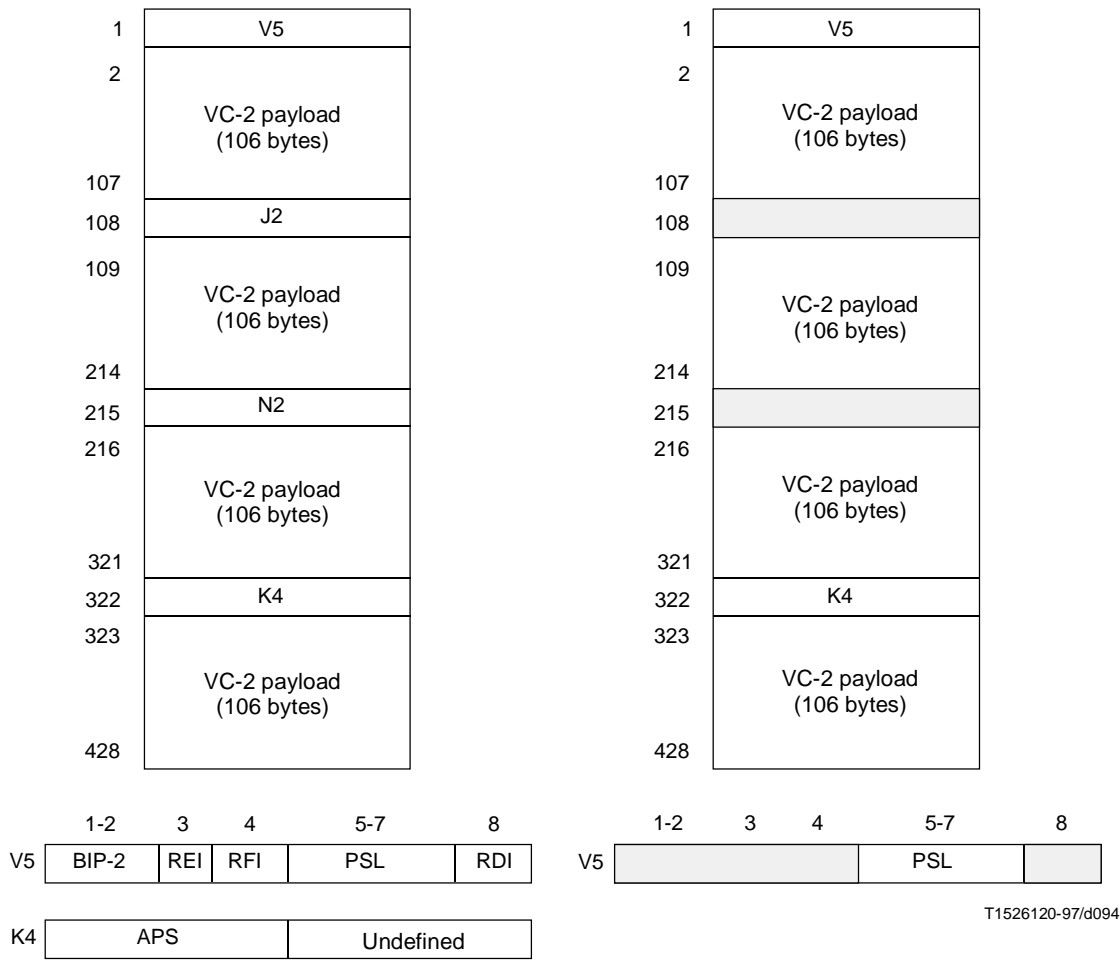 1 V5
2
VC-2 payload
(106 bytes)
107
108 J2
109
VC-2 payload
(106 bytes)
214
215 N2
216
VC-2 payload
(106 bytes)
321
322 K4
323
VC-2 payload
(106 bytes)
428
1-2 3 4 5-7 8
V5 BIP-2 REI RFI PSL RDI
K4 APS Undefined
1 V5
2
VC-2 payload
(106 bytes)
107
108
109
VC-2 payload
(106 bytes)
214
215
216
VC-2 payload
(106 bytes)
321
322 K4
323
VC-2 payload
(106 bytes)
428
1-2 3 4 5-7 8
V5 PSL
T1526120-97/d094